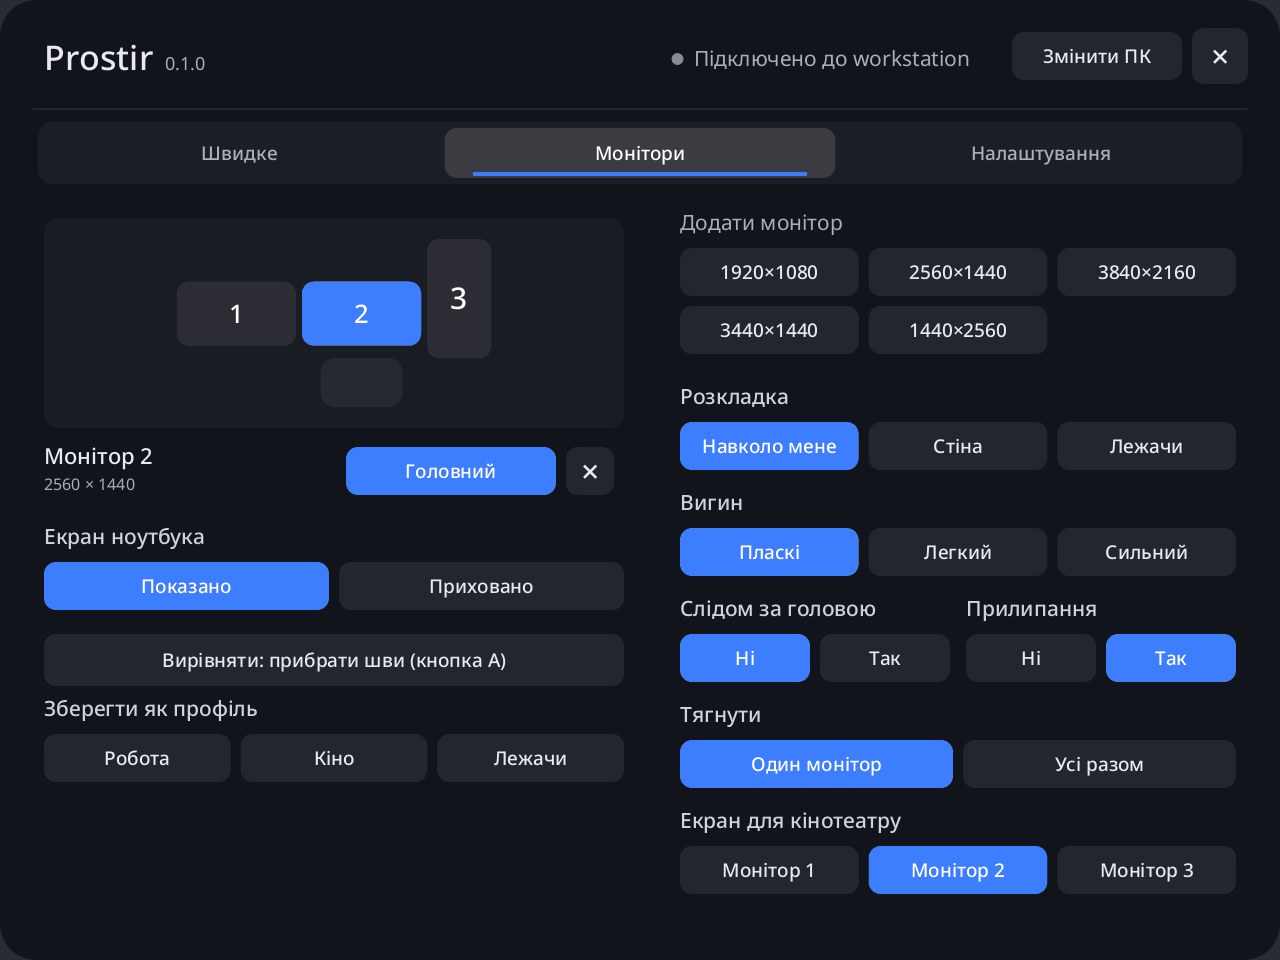 Prostir 0.1.0
Підключено до workstation
Змінити ПК
×
Швидке
Монітори
Налаштування
1
2
3
Монітор 2
2560 × 1440
Головний
×
Екран ноутбука
Показано
Приховано
Вирівняти: прибрати шви (кнопка A)
Зберегти як профіль
Робота
Кіно
Лежачи
Додати монітор
1920×1080
2560×1440
3840×2160
3440×1440
1440×2560
Розкладка
Навколо мене
Стіна
Лежачи
Вигин
Пласкі
Легкий
Сильний
Слідом за головою
Ні
Так
Прилипання
Ні
Так
Тягнути
Один монітор
Усі разом
Екран для кінотеатру
Монітор 1
Монітор 2
Монітор 3